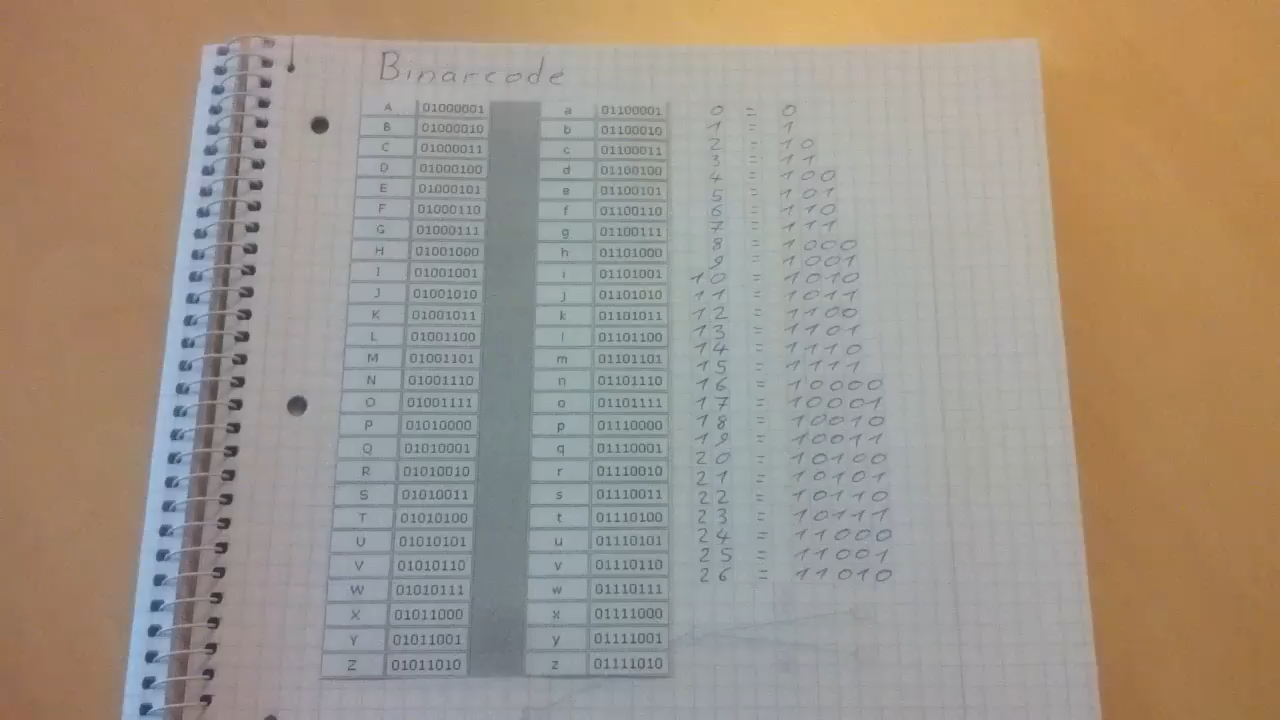 Binarcode
A 01000001 a 01100001 0 = 0
B 01000010 b 01100010 1 = 1
C 01000011 c 01100011 2 = 10
D 01000100 d 01100100 3 = 11
E 01000101 e 01100101 4 = 100
F 01000110 f 01100110 5 = 101
G 01000111 g 01100111 6 = 110
H 01001000 h 01101000 7 = 111
I 01001001 i 01101001 8 = 1000
J 01001010 j 01101010 9 = 1001
K 01001011 k 01101011 10 = 1010
L 01001100 l 01101100 11 = 1011
M 01001101 m 01101101 12 = 1100
N 01001110 n 01101110 13 = 1101
O 01001111 o 01101111 14 = 1110
P 01010000 p 01110000 15 = 1111
Q 01010001 q 01110001 16 = 10000
R 01010010 r 01110010 17 = 10001
S 01010011 s 01110011 18 = 10010
T 01010100 t 01110100 19 = 10011
U 01010101 u 01110101 20 = 10100
V 01010110 v 01110110 21 = 10101
W 01010111 w 01110111 22 = 10110
X 01011000 x 01111000 23 = 10111
Y 01011001 y 01111001 24 = 11000
Z 01011010 z 01111010 25 = 11001
26 = 11010